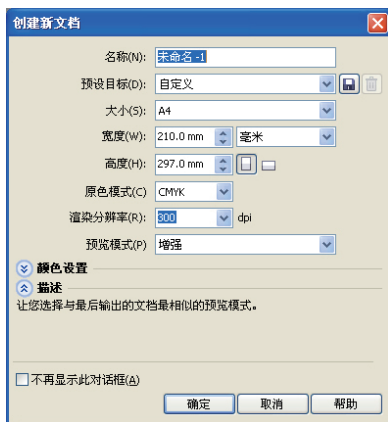 创建新文档
名称(N): 未命名 -1
预设目标(D): 自定义
大小(S): A4
宽度(W): 210.0 mm 毫米
高度(H): 297.0 mm
原色模式(C) CMYK
渲染分辨率(R): 300 dpi
预览模式(P) 增强
颜色设置
描述
让您选择与最后输出的文档最相似的预览模式。
不再显示此对话框(A)
确定 取消 帮助